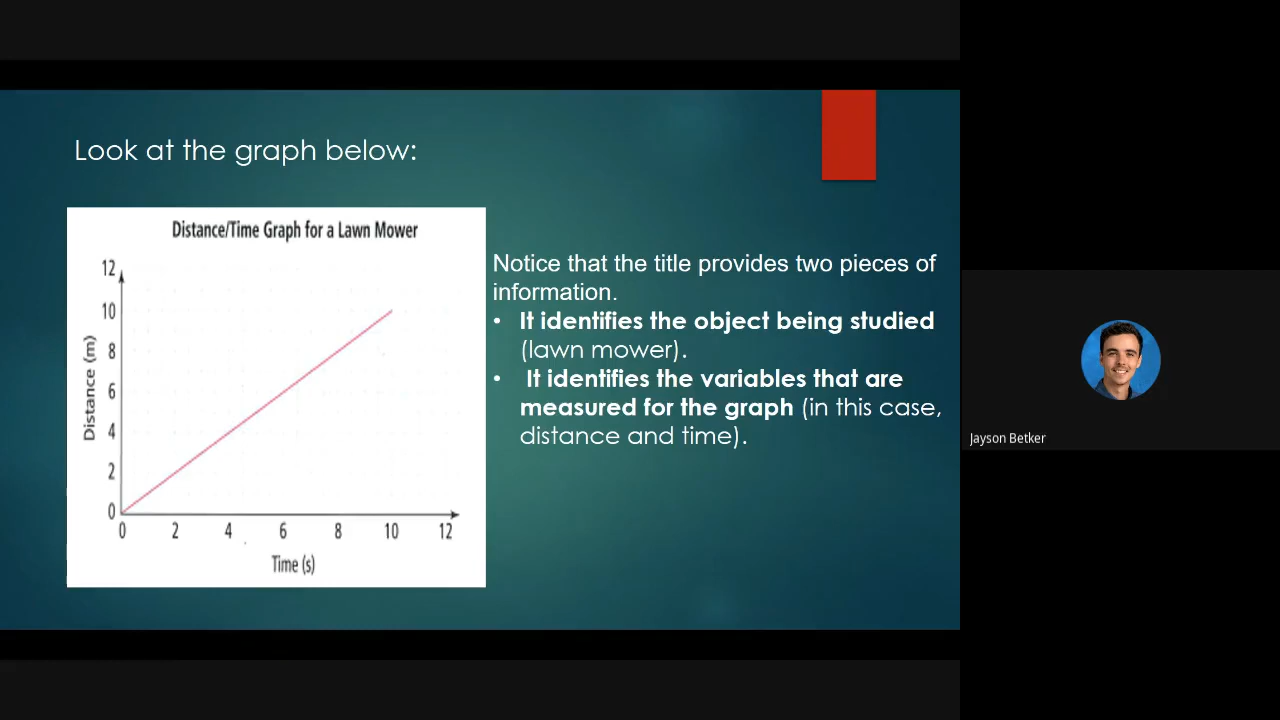 Look at the graph below:
Distance/Time Graph for a Lawn Mower
12
10
8
6
4
2
0
Distance (m)
0 2 4 6 8 10 12
Time (s)
Notice that the title provides two pieces of
information.
• It identifies the object being studied
(lawn mower).
• It identifies the variables that are
measured for the graph (in this case,
distance and time).
Jayson Betker